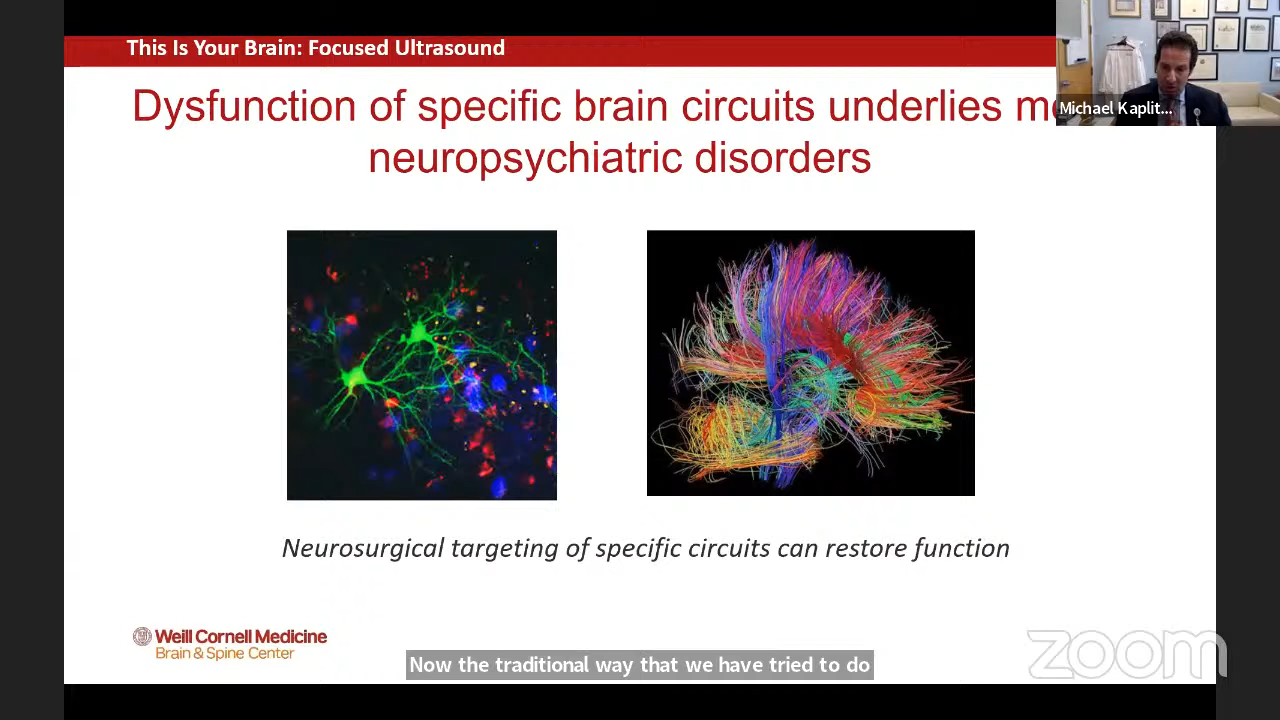 This Is Your Brain: Focused Ultrasound
Dysfunction of specific brain circuits underlies
neuropsychiatric disorders
Michael Kaplit...
Neurosurgical targeting of specific circuits can restore function
Weill Cornell Medicine
Brain & Spine Center
zoom
Now the traditional way that we have tried to do